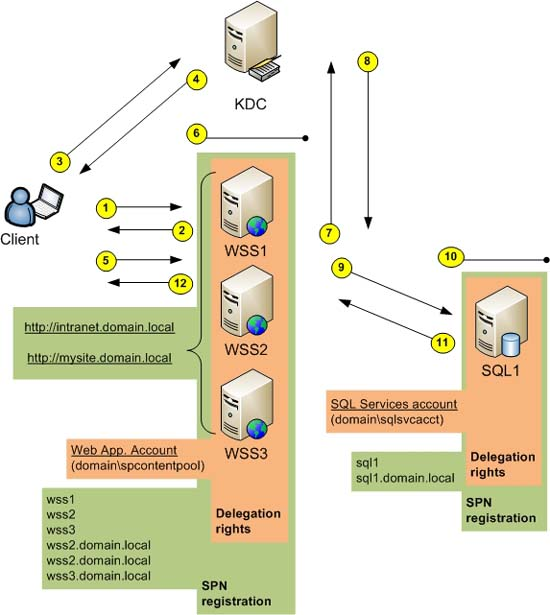 KDC
8
4
6
3
Client
1
2
5
12
WSS1
7
9
10
11
http://intranet.domain.local
WSS2
http://mysite.domain.local
SQL1
WSS3
SQL Services account
(domain\sqlsvcacct)
Web App. Account
(domain\spcontentpool)
Delegation
rights
sql1
sql1.domain.local
SPN
registration
wss1
wss2
wss3
wss2.domain.local
wss2.domain.local
wss3.domain.local
Delegation
rights
SPN
registration